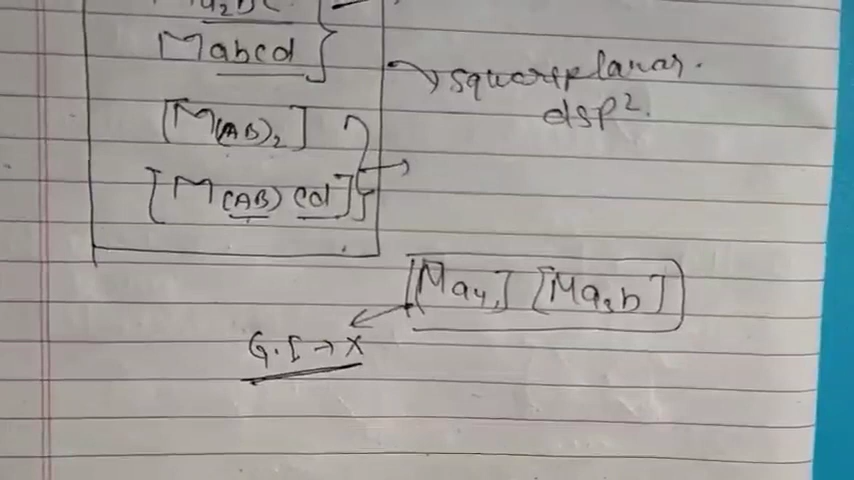 Mabcd
squareplanar.
dsp².
[M(AB)₂]
[M(AB) cd]
[Ma₄] [Ma₃b]
G.I → X